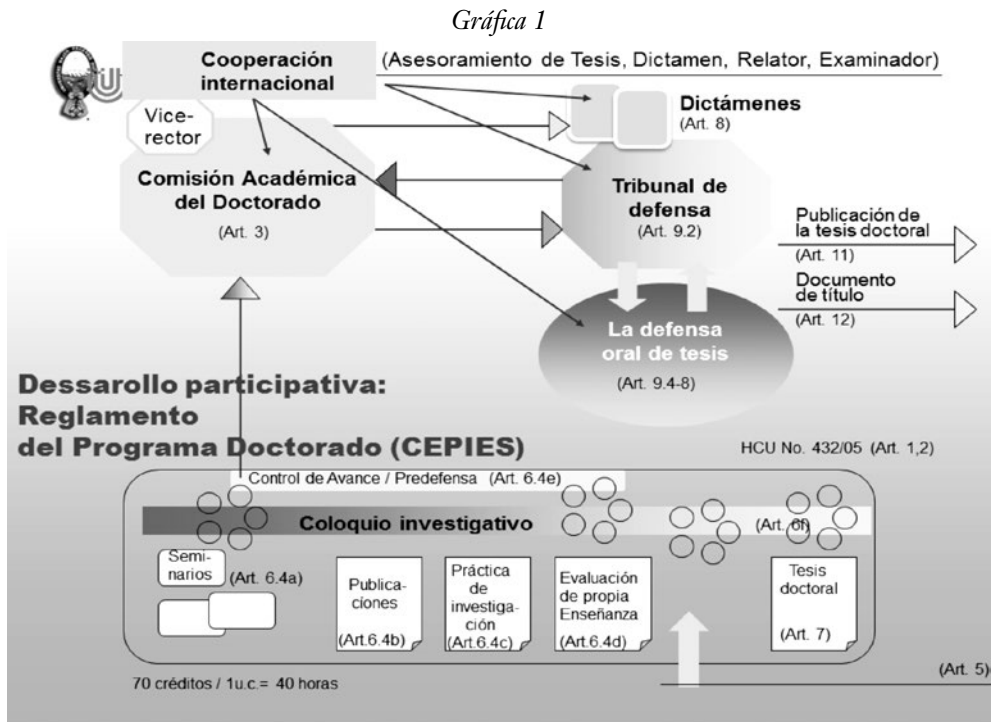 Gráfica 1
Cooperación
internacional
(Asesoramiento de Tesis, Dictamen, Relator, Examinador)
Vice-
rector
Dictámenes
(Art. 8)
Comisión Académica
del Doctorado
(Art. 3)
Tribunal de
defensa
(Art. 9.2)
Publicación de
la tesis doctoral
(Art. 11)
Documento
de título
(Art. 12)
La defensa
oral de tesis
(Art. 9.4-8)
Dessarollo participativa:
Reglamento
del Programa Doctorado (CEPIES)
HCU No. 432/05 (Art. 1,2)
Control de Avance / Predefensa (Art. 6.4e)
Coloquio investigativo
(Art. 6f)
Semi-
narios
(Art. 6.4a)
Publica-
cíones
(Art.6.4b)
Práctica
de
investiga-
ción
(Art.6.4c)
Evaluación
de propia
Enseñanza
(Art.6.4d)
Tesis
doctoral
(Art. 7)
(Art. 5)
70 créditos / 1u.c.= 40 horas